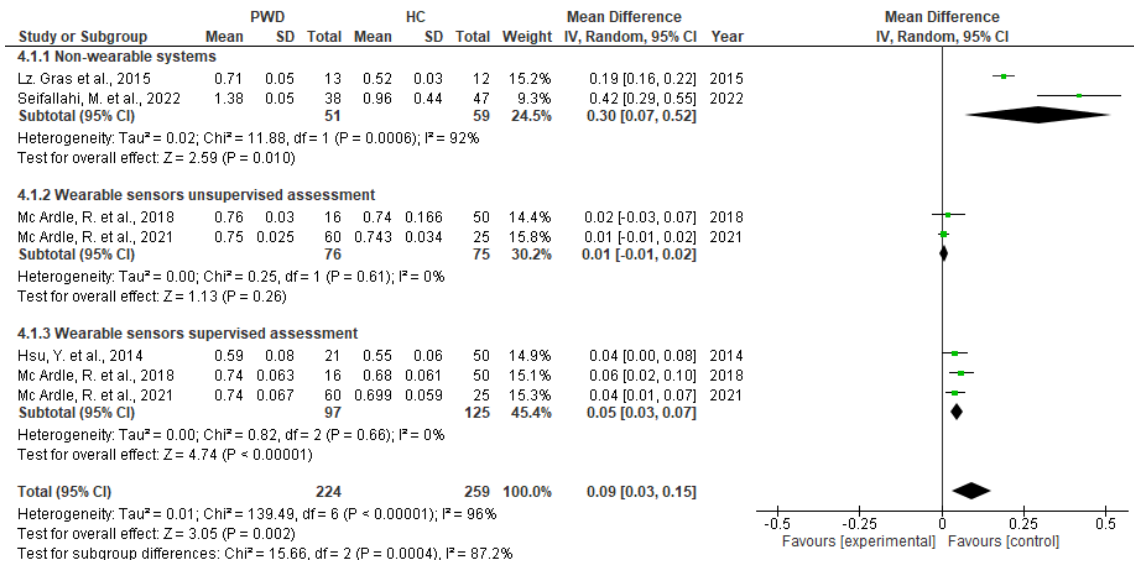 PWD HC Mean Difference Mean Difference
Study or Subgroup Mean SD Total Mean SD Total Weight IV, Random, 95% CI Year IV, Random, 95% CI
4.1.1 Non-wearable systems
Lz. Gras et al., 2015 0.71 0.05 13 0.52 0.03 12 15.2% 0.19 [0.16, 0.22] 2015
Seifallahi, M. et al., 2022 1.38 0.05 38 0.96 0.44 47 9.3% 0.42 [0.29, 0.55] 2022
Subtotal (95% CI) 51 59 24.5% 0.30 [0.07, 0.52]
Heterogeneity: Tau² = 0.02; Chi² = 11.88, df = 1 (P = 0.0006); I² = 92%
Test for overall effect: Z = 2.59 (P = 0.010)
4.1.2 Wearable sensors unsupervised assessment
Mc Ardle, R. et al., 2018 0.76 0.03 16 0.74 0.166 50 14.4% 0.02 [-0.03, 0.07] 2018
Mc Ardle, R. et al., 2021 0.75 0.025 60 0.743 0.034 25 15.8% 0.01 [-0.01, 0.02] 2021
Subtotal (95% CI) 76 75 30.2% 0.01 [-0.01, 0.02]
Heterogeneity: Tau² = 0.00; Chi² = 0.25, df = 1 (P = 0.61); I² = 0%
Test for overall effect: Z = 1.13 (P = 0.26)
4.1.3 Wearable sensors supervised assessment
Hsu, Y. et al., 2014 0.59 0.08 21 0.55 0.06 50 14.9% 0.04 [0.00, 0.08] 2014
Mc Ardle, R. et al., 2018 0.74 0.063 16 0.68 0.061 50 15.1% 0.06 [0.02, 0.10] 2018
Mc Ardle, R. et al., 2021 0.74 0.067 60 0.699 0.059 25 15.3% 0.04 [0.01, 0.07] 2021
Subtotal (95% CI) 97 125 45.4% 0.05 [0.03, 0.07]
Heterogeneity: Tau² = 0.00; Chi² = 0.82, df = 2 (P = 0.66); I² = 0%
Test for overall effect: Z = 4.74 (P < 0.00001)
Total (95% CI) 224 259 100.0% 0.09 [0.03, 0.15]
Heterogeneity: Tau² = 0.01; Chi² = 139.49, df = 6 (P < 0.00001); I² = 96%
Test for overall effect: Z = 3.05 (P = 0.002)
Test for subgroup differences: Chi² = 15.66, df = 2 (P = 0.0004), I² = 87.2%
-0.5 -0.25 0 0.25 0.5
Favours [experimental] Favours [control]